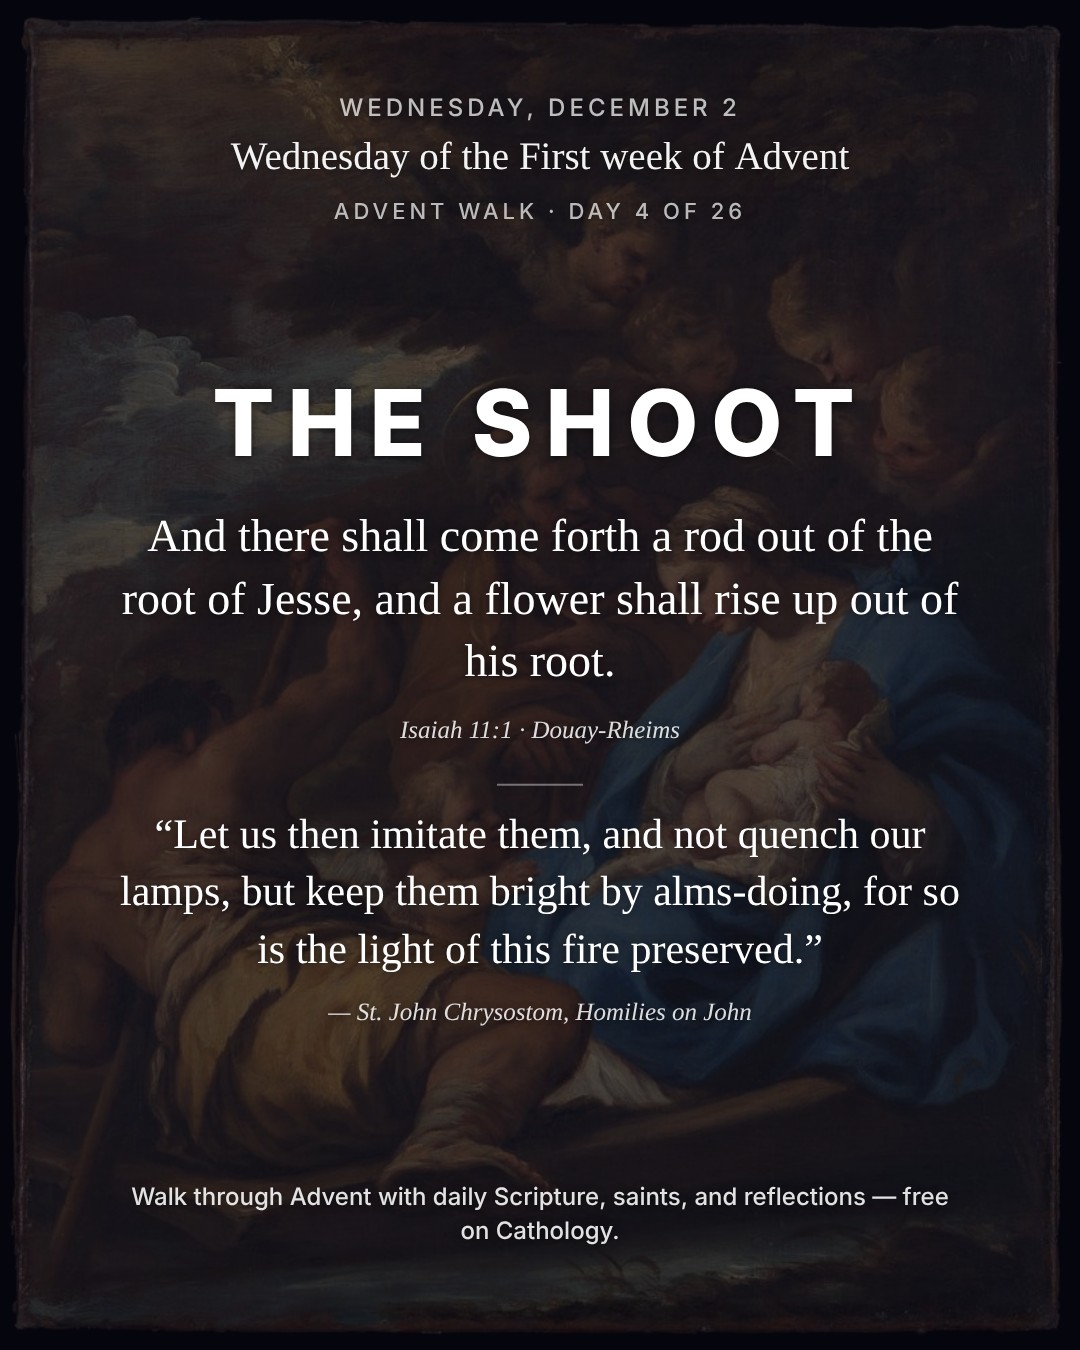 WEDNESDAY, DECEMBER 2
Wednesday of the First week of Advent
ADVENT WALK · DAY 4 OF 26
THE SHOOT
And there shall come forth a rod out of the
root of Jesse, and a flower shall rise up out of
his root.
Isaiah 11:1 · Douay-Rheims
“Let us then imitate them, and not quench our
lamps, but keep them bright by alms-doing, for so
is the light of this fire preserved.”
— St. John Chrysostom, Homilies on John
Walk through Advent with daily Scripture, saints, and reflections — free
on Cathology.